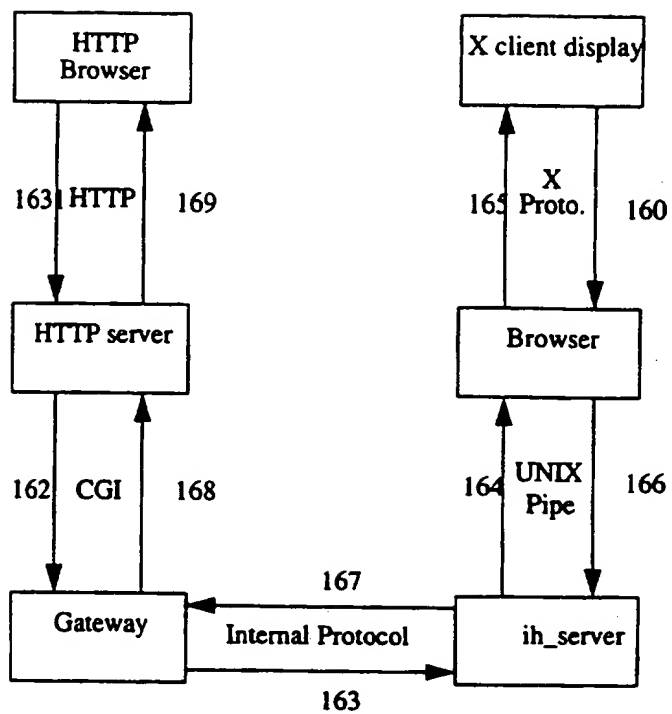 HTTP
Browser
X client display
1631 HTTP 169
165 X
Proto. 160
HTTP server
Browser
162 CGI 168
164 UNIX
Pipe 166
167
Gateway
Internal Protocol
ih_server
163